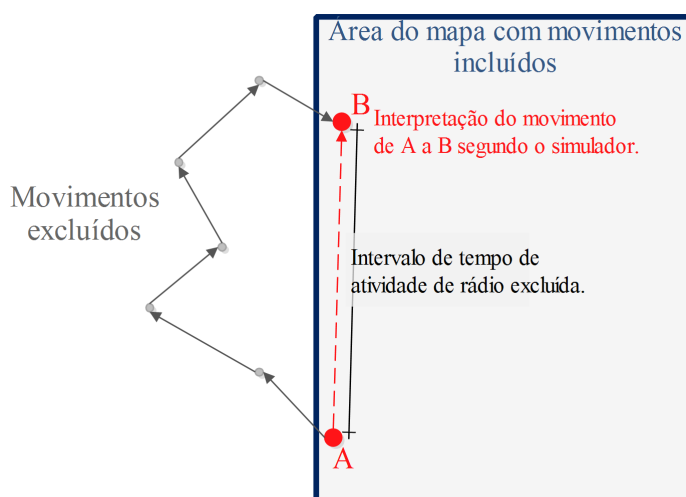 Área do mapa com movimentos
incluídos
B
Interpretação do movimento
de A a B segundo o simulador.
Movimentos
excluídos
Intervalo de tempo de
atividade de rádio excluída.
A